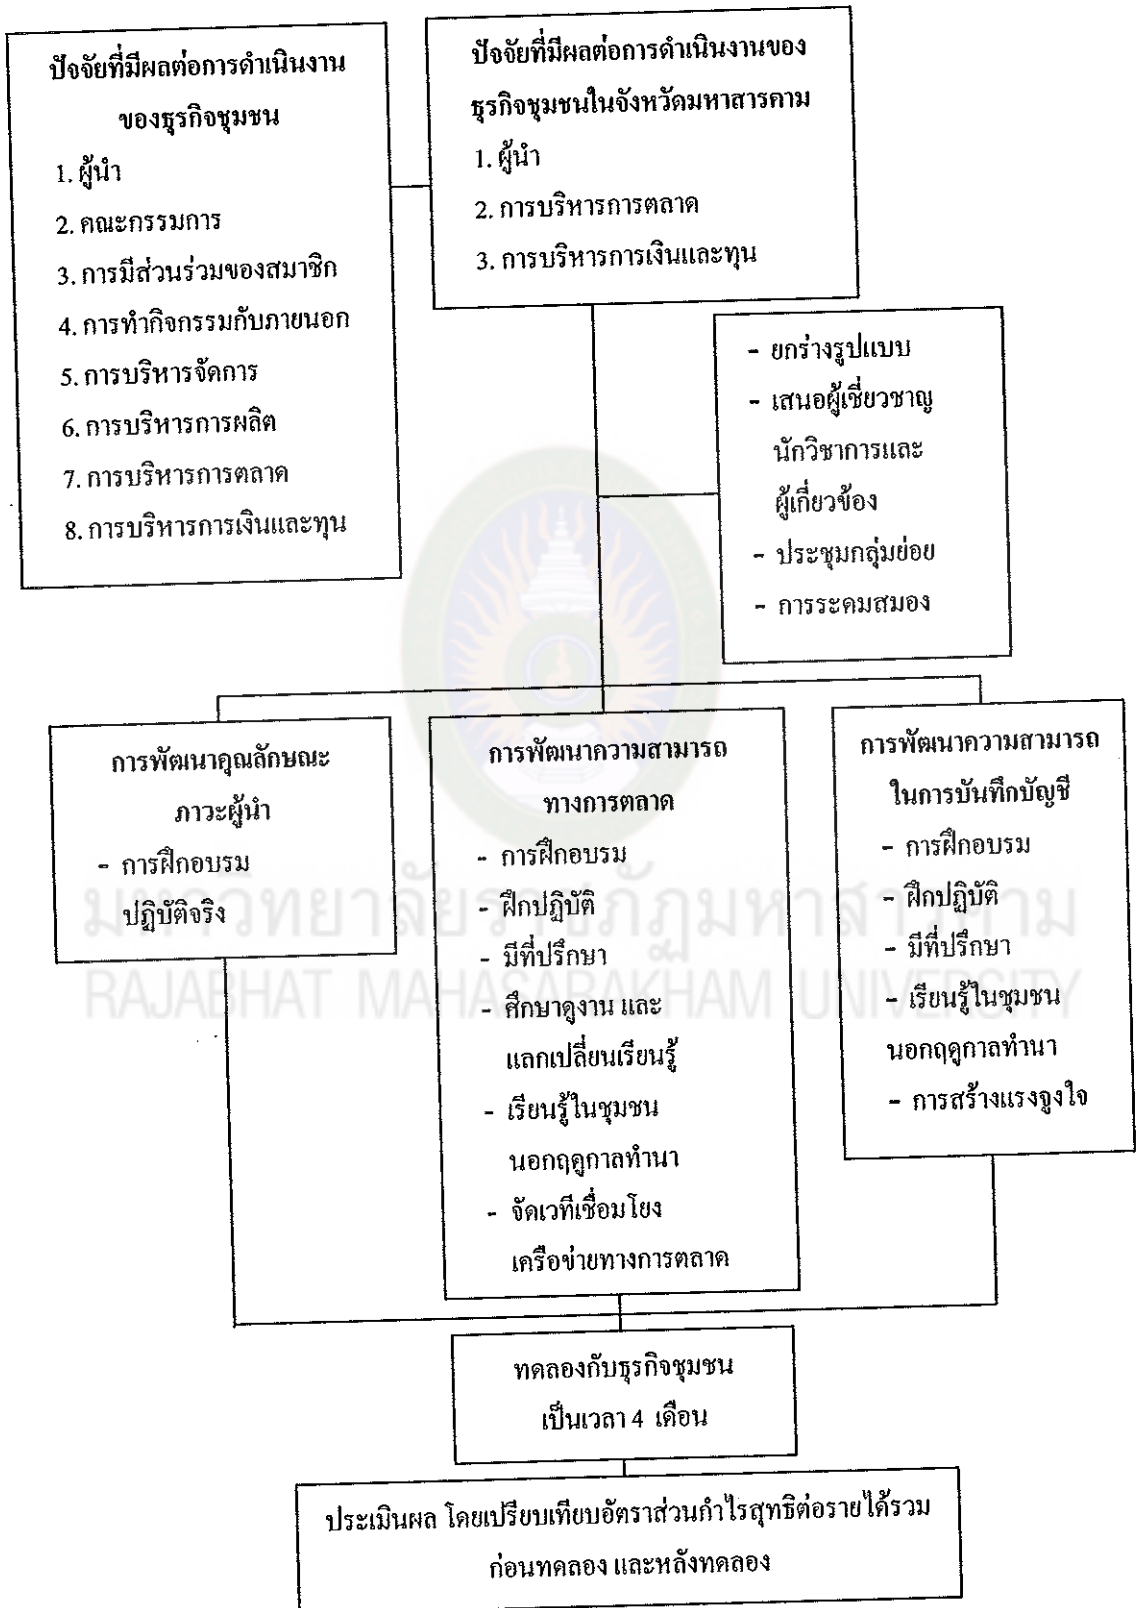 ปัจจัยที่มีผลต่อการดำเนินงาน
ของธุรกิจชุมชน
1. ผู้นำ
2. คณะกรรมการ
3. การมีส่วนร่วมของสมาชิก
4. การทำกิจกรรมกับภายนอก
5. การบริหารจัดการ
6. การบริหารการผลิต
7. การบริหารการตลาด
8. การบริหารการเงินและทุน
ปัจจัยที่มีผลต่อการดำเนินงานของ
ธุรกิจชุมชนในจังหวัดมหาสารคาม
1. ผู้นำ
2. การบริหารการตลาด
3. การบริหารการเงินและทุน
- ยกร่างรูปแบบ
- เสนอผู้เชี่ยวชาญ
นักวิชาการและ
ผู้เกี่ยวข้อง
- ประชุมกลุ่มย่อย
- การระดมสมอง
การพัฒนาคุณลักษณะ
ภาวะผู้นำ
- การฝึกอบรม
ปฏิบัติจริง
การพัฒนาความสามารถ
ทางการตลาด
- การฝึกอบรม
- ฝึกปฏิบัติ
- มีที่ปรึกษา
- ศึกษาดูงาน และ
แลกเปลี่ยนเรียนรู้
- เรียนรู้ในชุมชน
นอกฤดูกาลทำนา
- จัดเวทีเชื่อมโยง
เครือข่ายทางการตลาด
การพัฒนาความสามารถ
ในการบันทึกบัญชี
- การฝึกอบรม
- ฝึกปฏิบัติ
- มีที่ปรึกษา
- เรียนรู้ในชุมชน
นอกฤดูกาลทำนา
- การสร้างแรงจูงใจ
มหาวิทยาลัยราชภัฏมหาสารคาม
RAJABHAT MAHASARAKHAM UNIVERSITY
ทดลองกับธุรกิจชุมชน
เป็นเวลา 4 เดือน
ประเมินผล โดยเปรียบเทียบอัตราส่วนกำไรสุทธิต่อรายได้รวม
ก่อนทดลอง และหลังทดลอง